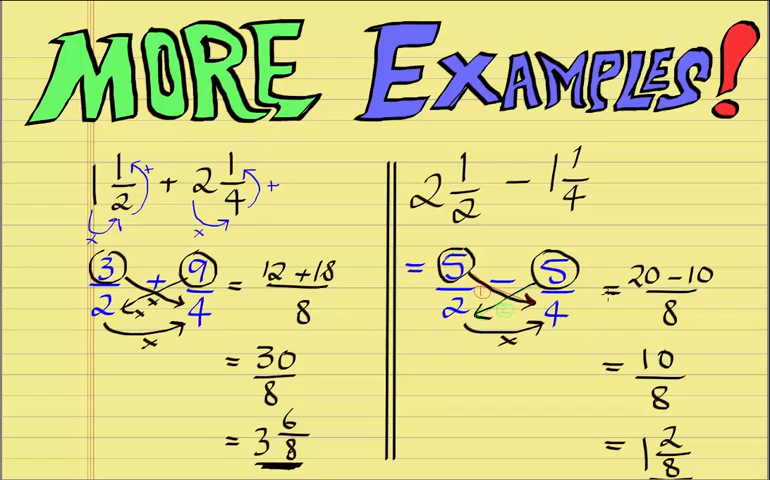 MORE EXAMPLES!
1 1/2 + 2 1/4
x + x +
3/2 + 9/4 = 12+18/8
x x x
= 30/8
= 3 6/8
2 1/2 - 1 1/4
= 5/2 - 5/4 = 20-10/8
① ② x
= 10/8
= 1 2/8